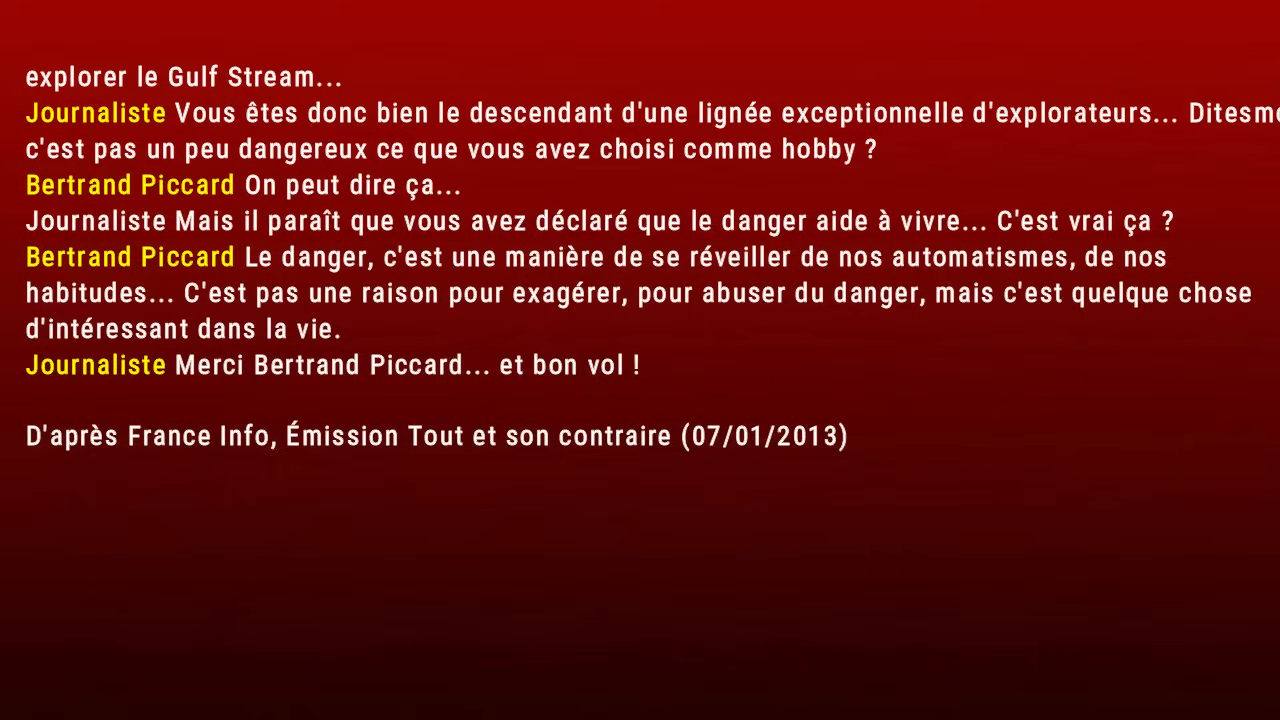 explorer le Gulf Stream...
Journaliste Vous êtes donc bien le descendant d'une lignée exceptionnelle d'explorateurs...
c'est pas un peu dangereux ce que vous avez choisi comme hobby ?
Bertrand Piccard On peut dire ça...
Journaliste Mais il paraît que vous avez déclaré que le danger aide à vivre... C'est vrai ça ?
Bertrand Piccard Le danger, c'est une manière de se réveiller de nos automatismes, de nos
habitudes... C'est pas une raison pour exagérer, pour abuser du danger, mais c'est quelque chose
d'intéressant dans la vie.
Journaliste Merci Bertrand Piccard... et bon vol !
D'après France Info, Émission Tout et son contraire (07/01/2013)